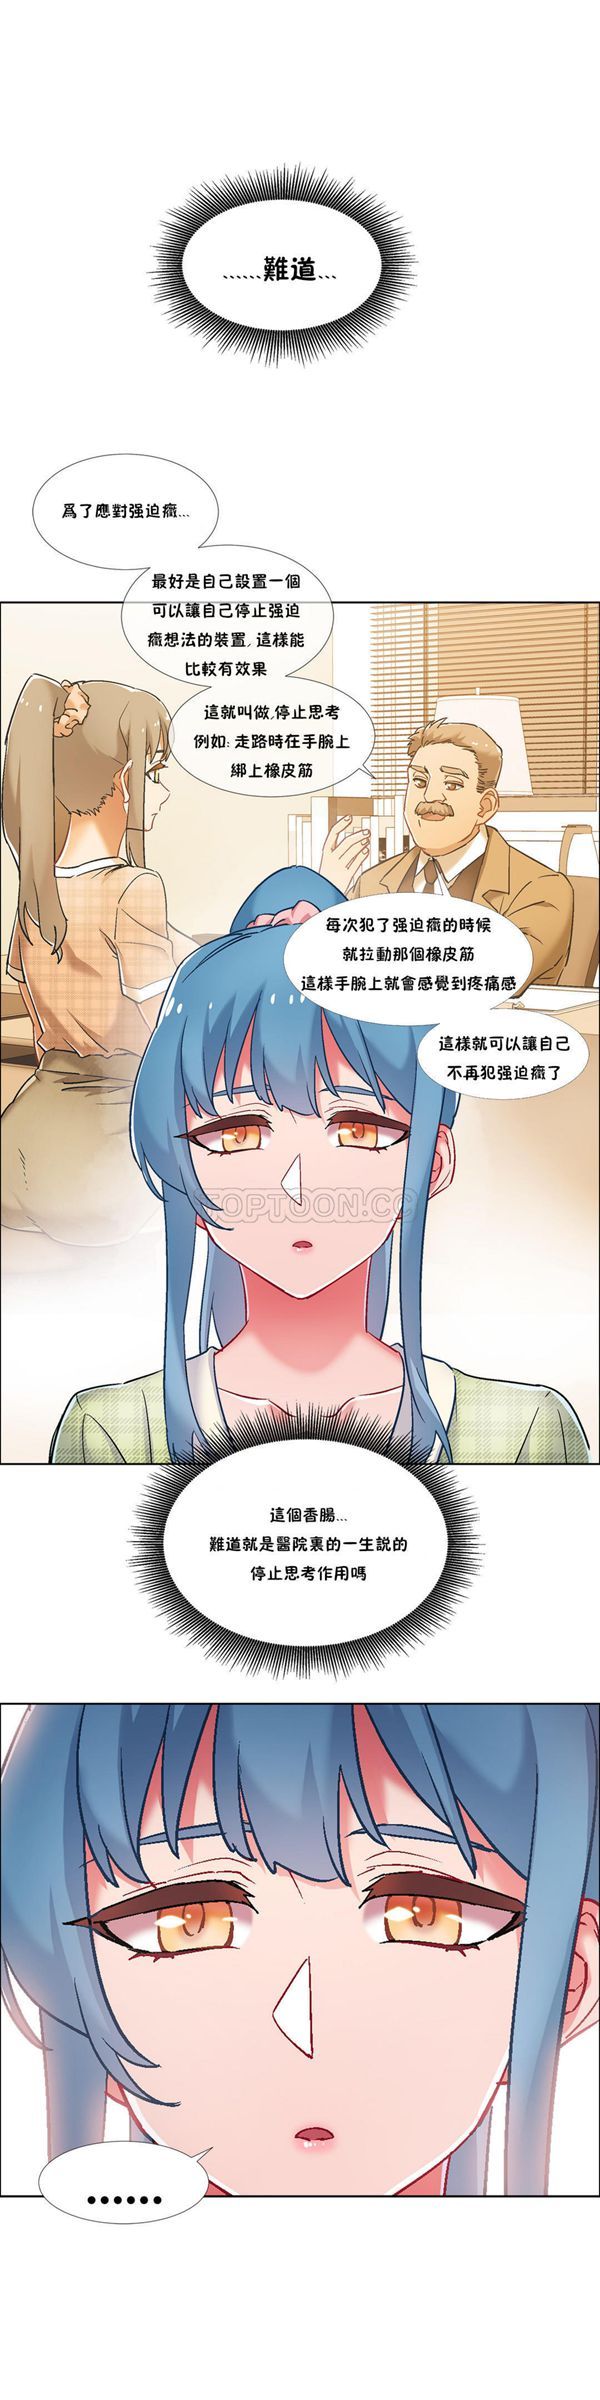 ......難道...
爲了應對强迫癥...
最好是自己設置一個
可以讓自己停止强迫
癥想法的裝置, 這樣能
比較有效果
這就叫做,停止思考
例如: 走路時在手腕上
綁上橡皮筋
每次犯了强迫癥的時候
就拉動那個橡皮筋
這樣手腕上就會感覺到疼痛感
這樣就可以讓自己
不再犯强迫癥了
TOPTOON.CC
這個香腸...
難道就是醫院裏的一生説的
停止思考作用嗎
......